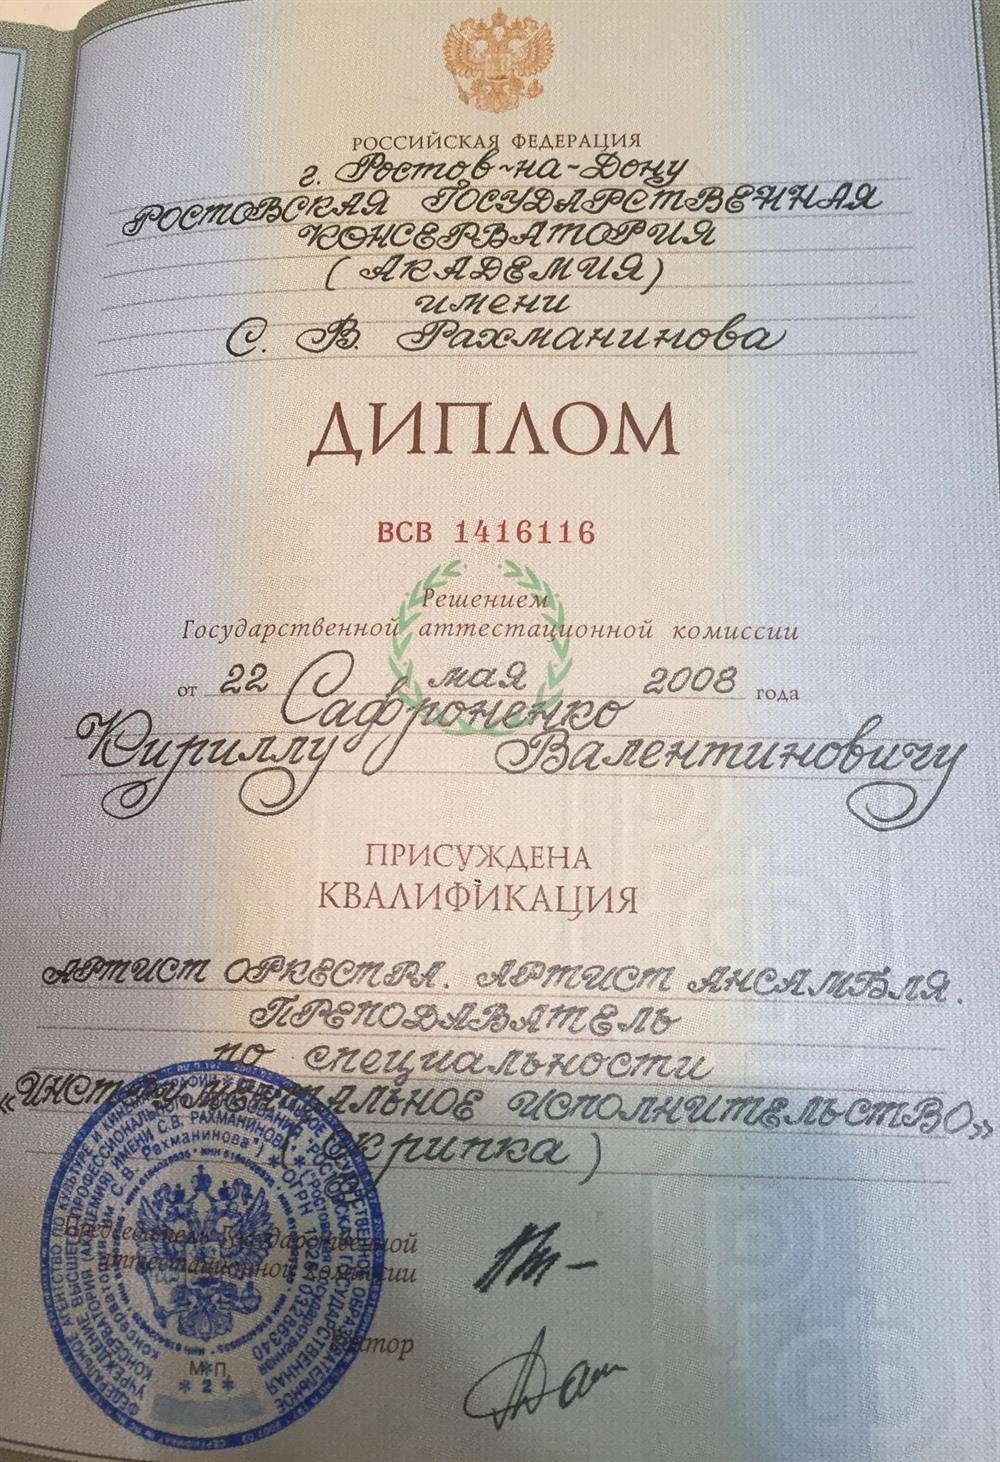 РОССИЙСКАЯ ФЕДЕРАЦИЯ
г. Ростов-на-Дону
РОСТОВСКАЯ ГОСУДАРСТВЕННАЯ
КОНСЕРВАТОРИЯ
(АКАДЕМИЯ)
имени
С. В. Рахманинова
ДИПЛОМ
ВСВ 1416116
Решением
Государственной аттестационной комиссии
от 22 мая 2008 года
Сафроненко
Кириллу Валентиновичу
ПРИСУЖДЕНА
КВАЛИФИКАЦИЯ
АРТИСТ ОРКЕСТРА. АРТИСТ АНСАМБЛЯ.
ПРЕПОДАВАТЕЛЬ
по специальности
«ИНСТРУМЕНТАЛЬНОЕ ИСПОЛНИТЕЛЬСТВО»
(скрипка)
Председатель Государственной
аттестационной комиссии
Ректор
М.П.
* 2 *